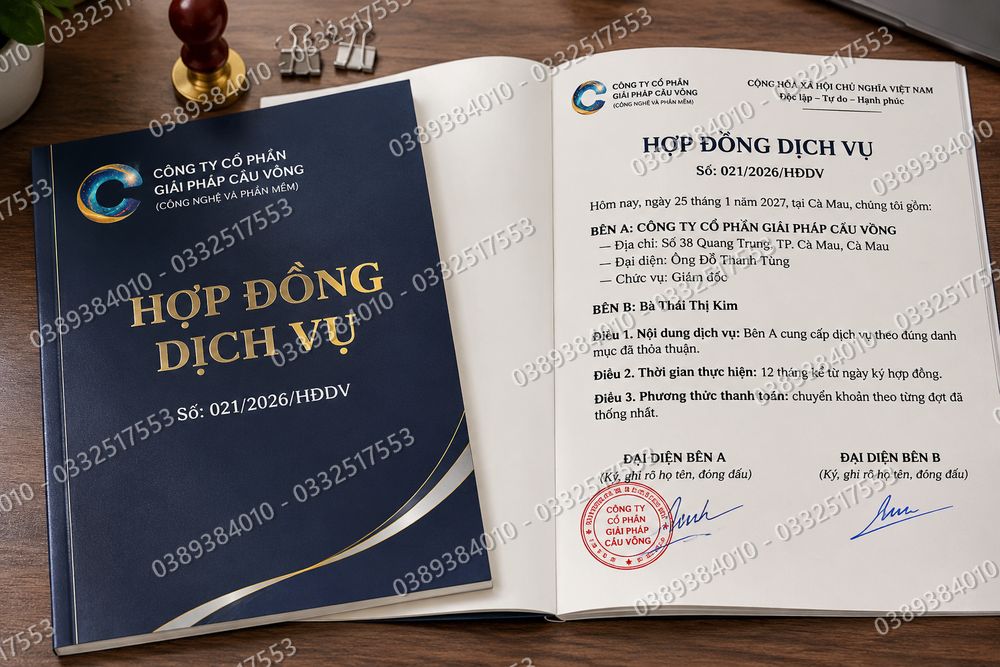 CÔNG TY CỔ PHẦN
GIẢI PHÁP CẦU VỒNG
(CÔNG NGHỆ VÀ PHẦN MỀM)
HỢP ĐỒNG
DỊCH VỤ
Số: 021/2026/HĐDV
CÔNG TY CỔ PHẦN
GIẢI PHÁP CẦU VỒNG
(CÔNG NGHỆ VÀ PHẦN MỀM)
CỘNG HÒA XÃ HỘI CHỦ NGHĨA VIỆT NAM
Độc lập – Tự do – Hạnh phúc
HỢP ĐỒNG DỊCH VỤ
Số: 021/2026/HĐDV
Hôm nay, ngày 25 tháng 1 năm 2027, tại Cà Mau, chúng tôi gồm:
BÊN A: CÔNG TY CỔ PHẦN GIẢI PHÁP CẦU VỒNG
— Địa chỉ: Số 38 Quang Trung, TP. Cà Mau, Cà Mau
— Đại diện: Ông Đỗ Thanh Tùng
— Chức vụ: Giám đốc
BÊN B: Bà Thái Thị Kim
Điều 1. Nội dung dịch vụ: Bên A cung cấp dịch vụ theo đúng danh
mục đã thỏa thuận.
Điều 2. Thời gian thực hiện: 12 tháng kể từ ngày ký hợp đồng.
Điều 3. Phương thức thanh toán: chuyển khoản theo từng đợt đã
thống nhất.
ĐẠI DIỆN BÊN A
(Ký, ghi rõ họ tên, đóng dấu)
ĐẠI DIỆN BÊN B
(Ký, ghi rõ họ tên, đóng dấu)
CÔNG TY
CỔ PHẦN
GIẢI PHÁP
CẦU VỒNG
0389384010 - 0332517553